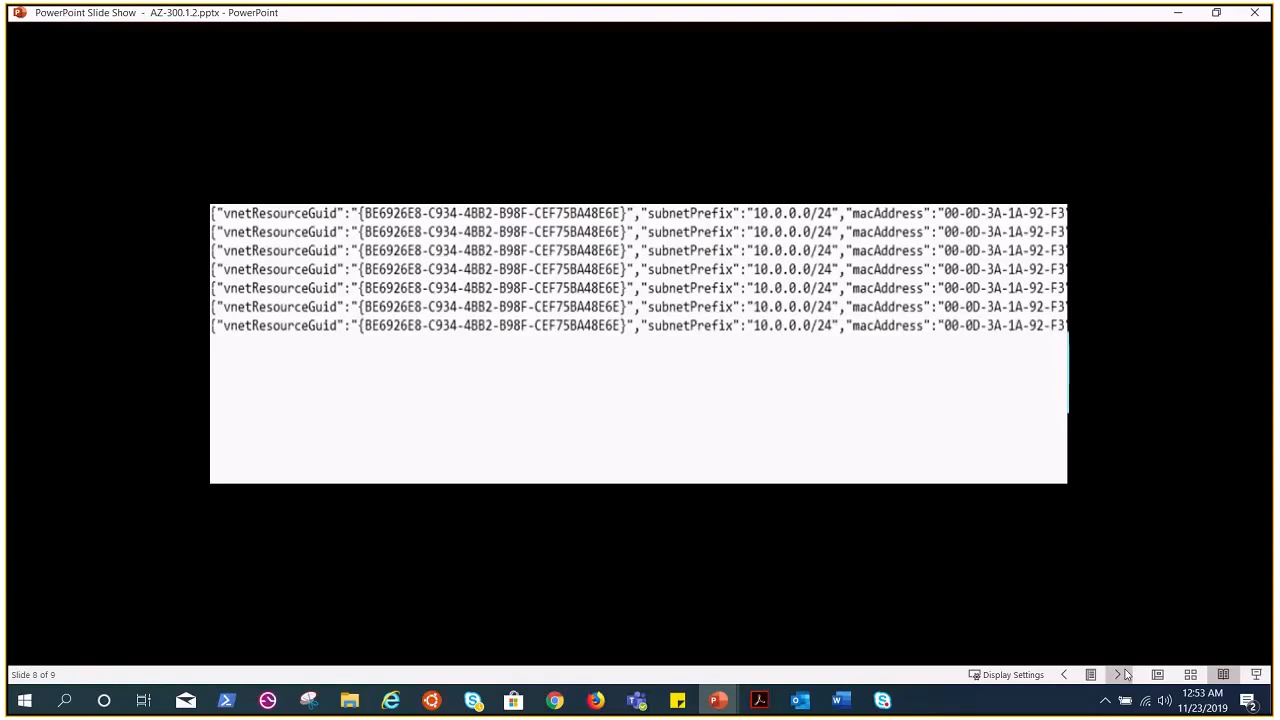 PowerPoint Slide Show - AZ-300.1.2.pptx - PowerPoint
{"vnetResourceGuid":"{BE6926E8-C934-4BB2-B98F-CEF75BA48E6E}","subnetPrefix":"10.0.0.0/24","macAddress":"00-0D-3A-1A-92-F3"
{"vnetResourceGuid":"{BE6926E8-C934-4BB2-B98F-CEF75BA48E6E}","subnetPrefix":"10.0.0.0/24","macAddress":"00-0D-3A-1A-92-F3"
{"vnetResourceGuid":"{BE6926E8-C934-4BB2-B98F-CEF75BA48E6E}","subnetPrefix":"10.0.0.0/24","macAddress":"00-0D-3A-1A-92-F3"
{"vnetResourceGuid":"{BE6926E8-C934-4BB2-B98F-CEF75BA48E6E}","subnetPrefix":"10.0.0.0/24","macAddress":"00-0D-3A-1A-92-F3"
{"vnetResourceGuid":"{BE6926E8-C934-4BB2-B98F-CEF75BA48E6E}","subnetPrefix":"10.0.0.0/24","macAddress":"00-0D-3A-1A-92-F3"
{"vnetResourceGuid":"{BE6926E8-C934-4BB2-B98F-CEF75BA48E6E}","subnetPrefix":"10.0.0.0/24","macAddress":"00-0D-3A-1A-92-F3"
{"vnetResourceGuid":"{BE6926E8-C934-4BB2-B98F-CEF75BA48E6E}","subnetPrefix":"10.0.0.0/24","macAddress":"00-0D-3A-1A-92-F3"
Slide 8 of 9
Display Settings
12:53 AM
11/23/2019
2